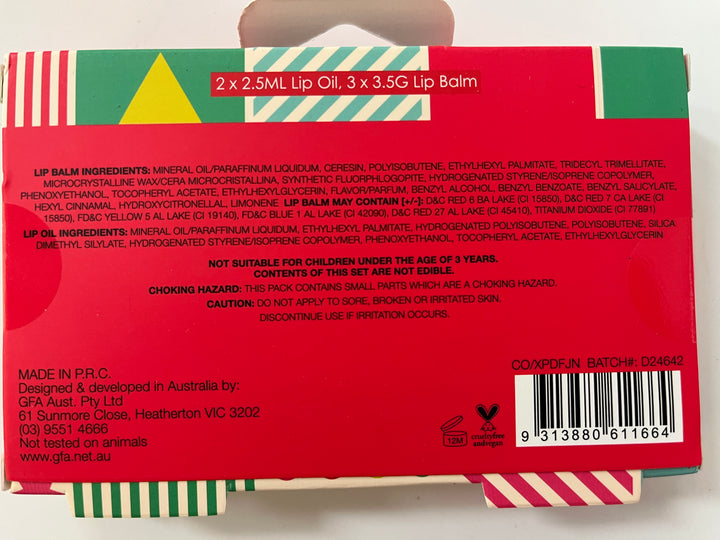 2 x 2.5ML Lip Oil, 3 x 3.5G Lip Balm
LIP BALM INGREDIENTS: MINERAL OIL/PARAFFINUM LIQUIDUM, CERESIN, POLYISOBUTENE, ETHYLHEXYL PALMITATE, TRIDECYL TRIMELLITATE,
MICROCRYSTALLINE WAX/CERA MICROCRISTALLINA, SYNTHETIC FLUORPHLOGOPITE, HYDROGENATED STYRENE/ISOPRENE COPOLYMER,
PHENOXYETHANOL, TOCOPHERYL ACETATE, ETHYLHEXYLGLYCERIN, FLAVOR/PARFUM, BENZYL ALCOHOL, BENZYL BENZOATE, BENZYL SALICYLATE,
HEXYL CINNAMAL, HYDROXYCITRONELLAL, LIMONENE LIP BALM MAY CONTAIN [+/-]: D&C RED 6 BA LAKE (CI 15850), D&C RED 7 CA LAKE (CI
15850), FD&C YELLOW 5 AL LAKE (CI 19140), FD&C BLUE 1 AL LAKE (CI 42090), D&C RED 27 AL LAKE (CI 45410), TITANIUM DIOXIDE (CI 77891)
LIP OIL INGREDIENTS: MINERAL OIL/PARAFFINUM LIQUIDUM, ETHYLHEXYL PALMITATE, HYDROGENATED POLYISOBUTENE, POLYISOBUTENE, SILICA
DIMETHYL SILYLATE, HYDROGENATED STYRENE/ISOPRENE COPOLYMER, PHENOXYETHANOL, TOCOPHERYL ACETATE, ETHYLHEXYLGLYCERIN
NOT SUITABLE FOR CHILDREN UNDER THE AGE OF 3 YEARS.
CONTENTS OF THIS SET ARE NOT EDIBLE.
CHOKING HAZARD: THIS PACK CONTAINS SMALL PARTS WHICH ARE A CHOKING HAZARD.
CAUTION: DO NOT APPLY TO SORE, BROKEN OR IRRITATED SKIN.
DISCONTINUE USE IF IRRITATION OCCURS.
MADE IN P.R.C.
Designed & developed in Australia by:
GFA Aust. Pty Ltd
61 Sunmore Close, Heatherton VIC 3202
(03) 9551 4666
Not tested on animals
www.gfa.net.au
CO/XPDFJN BATCH#: D24642
12M
crueltyfree
andvegan
9 313880 611664